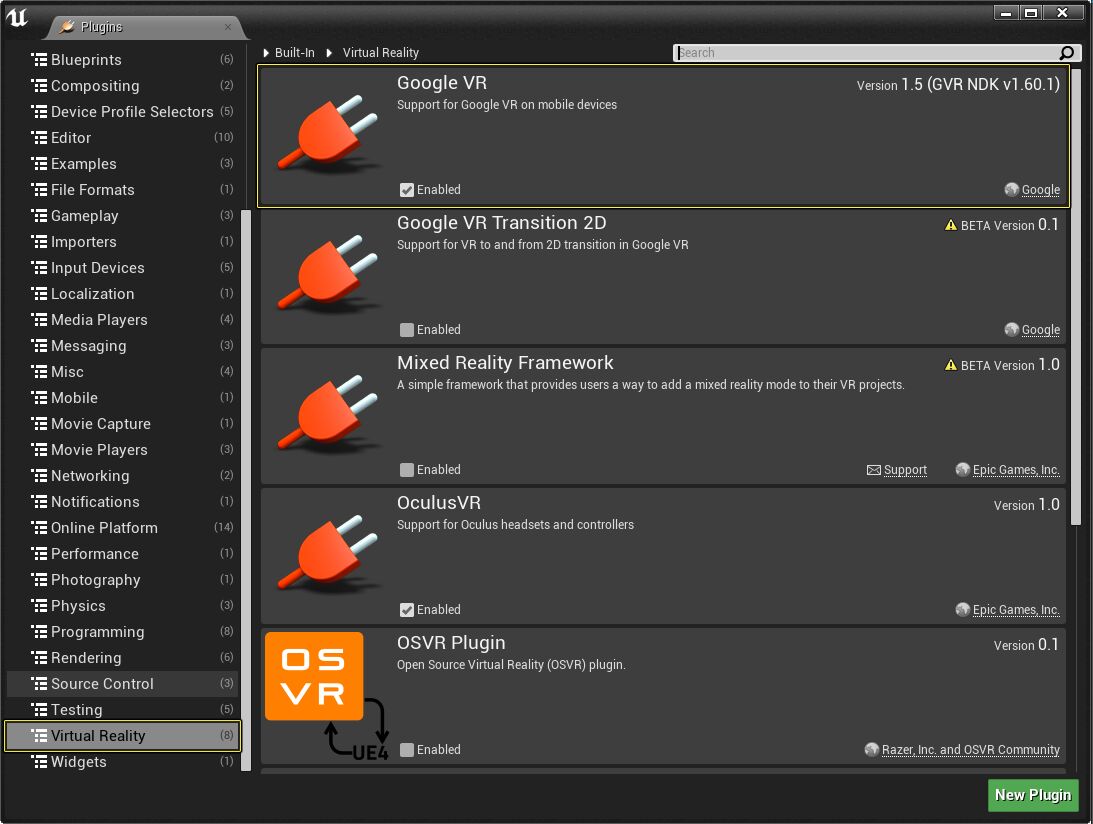 Plugins
Blueprints (6)
Compositing (2)
Device Profile Selectors (5)
Editor (10)
Examples (3)
File Formats (1)
Gameplay (3)
Importers (1)
Input Devices (5)
Localization (1)
Media Players (4)
Messaging (3)
Misc (4)
Mobile (1)
Movie Capture (1)
Movie Players (3)
Networking (2)
Notifications (1)
Online Platform (14)
Performance (1)
Photography (1)
Physics (3)
Programming (8)
Rendering (6)
Source Control (3)
Testing (5)
Virtual Reality (8)
Widgets (1)
Built-In Virtual Reality
Search
Google VR
Version 1.5 (GVR NDK v1.60.1)
Support for Google VR on mobile devices
Enabled
Google
Google VR Transition 2D
BETA Version 0.1
Support for VR to and from 2D transition in Google VR
Enabled
Google
Mixed Reality Framework
BETA Version 1.0
A simple framework that provides users a way to add a mixed reality mode to their VR projects.
Enabled
Support
Epic Games, Inc.
OculusVR
Version 1.0
Support for Oculus headsets and controllers
Enabled
Epic Games, Inc.
OS
VR
UE4
OSVR Plugin
Version 0.1
Open Source Virtual Reality (OSVR) plugin.
Enabled
Razer, Inc. and OSVR Community
New Plugin